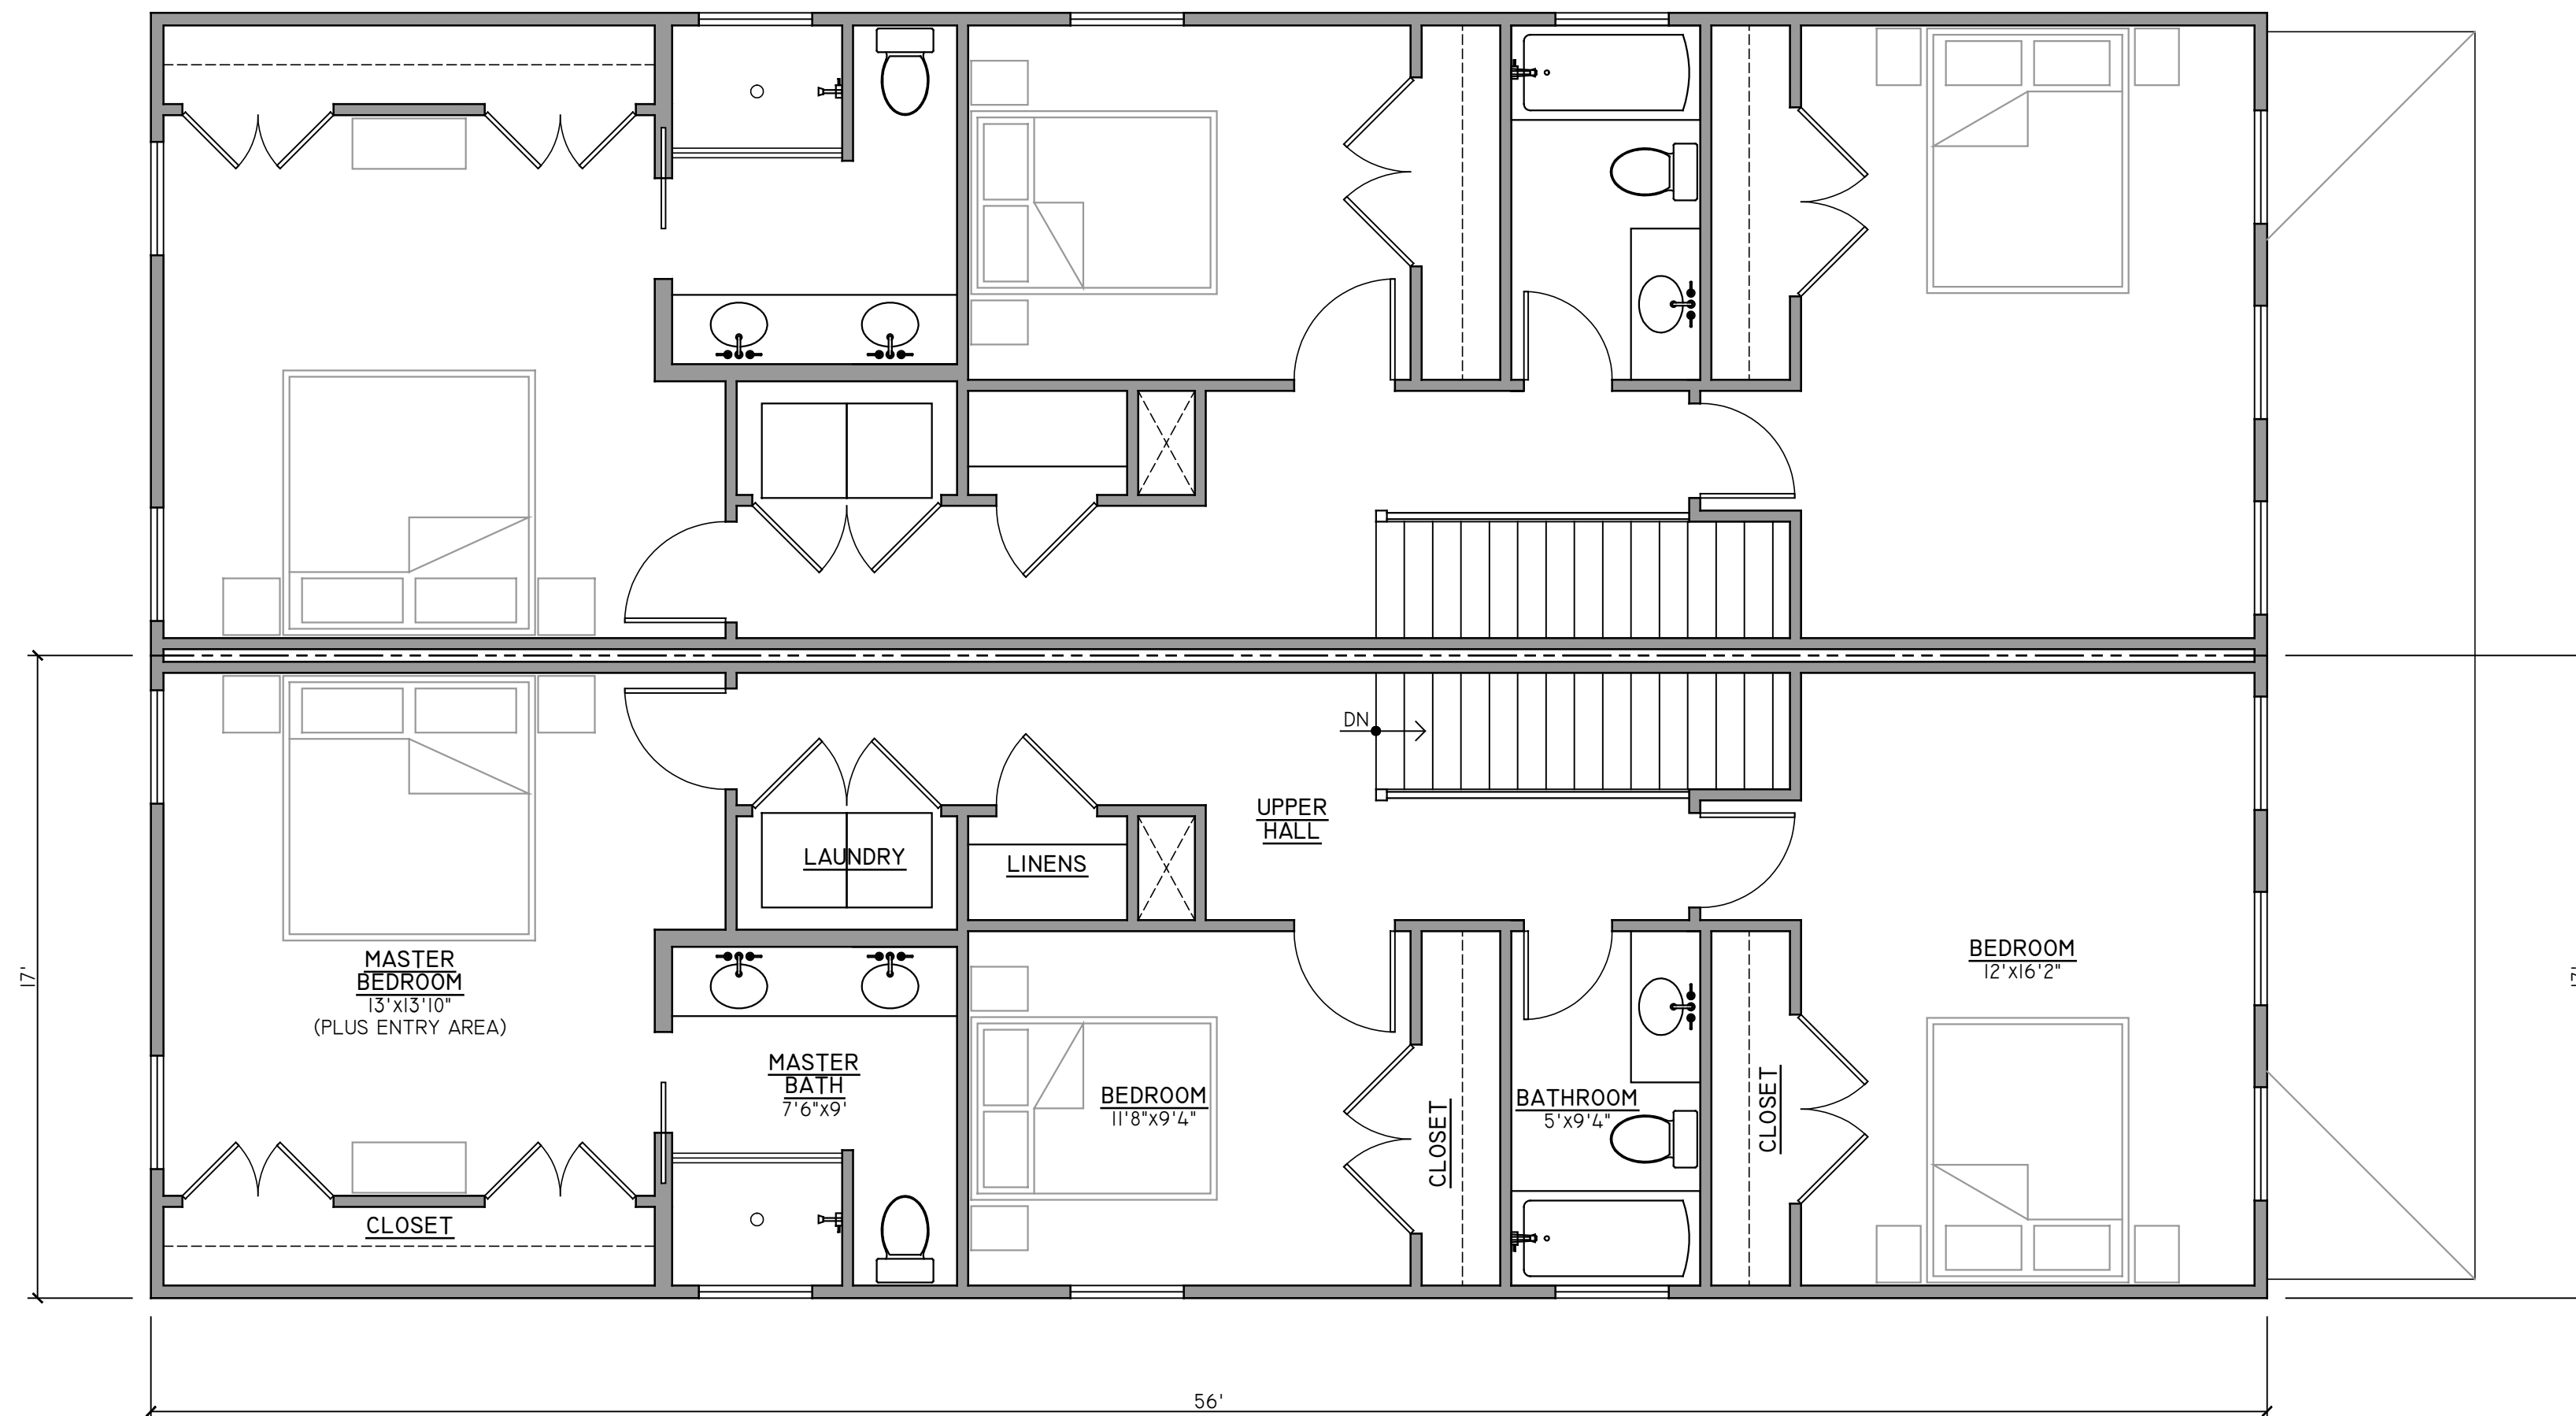 DN
UPPER
HALL
LAUNDRY
LINENS
MASTER
BEDROOM
13'x13'10"
(PLUS ENTRY AREA)
BEDROOM
12'x16'2"
17'
MASTER
BATH
7'6"x9'
BEDROOM
11'8"x9'4"
CLOSET
BATHROOM
5'x9'4"
CLOSET
CLOSET
56'